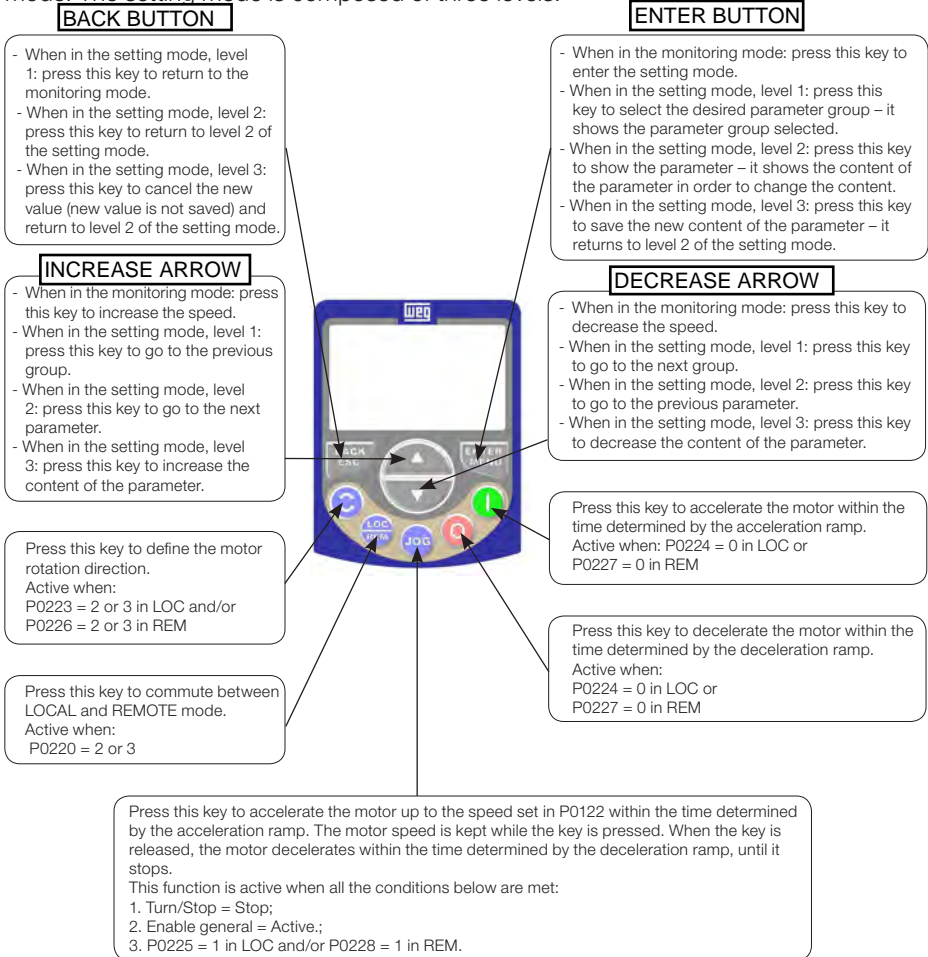 mode. The setting mode is composed of three levels.
BACK BUTTON
- When in the setting mode, level
1: press this key to return to the
monitoring mode.
- When in the setting mode, level 2:
press this key to return to level 2 of
the setting mode.
- When in the setting mode, level 3:
press this key to cancel the new
value (new value is not saved) and
return to level 2 of the setting mode.
ENTER BUTTON
- When in the monitoring mode: press this key to
enter the setting mode.
- When in the setting mode, level 1: press this
key to select the desired parameter group – it
shows the parameter group selected.
- When in the setting mode, level 2: press this key
to show the parameter – it shows the content of
the parameter in order to change the content.
- When in the setting mode, level 3: press this key
to save the new content of the parameter – it
returns to level 2 of the setting mode.
INCREASE ARROW
- When in the monitoring mode: press
this key to increase the speed.
- When in the setting mode, level 1:
press this key to go to the previous
group.
- When in the setting mode, level
2: press this key to go to the next
parameter.
- When in the setting mode, level
3: press this key to increase the
content of the parameter.
DECREASE ARROW
- When in the monitoring mode: press this key to
decrease the speed.
- When in the setting mode, level 1: press this key
to go to the next group.
- When in the setting mode, level 2: press this key
to go to the previous parameter.
- When in the setting mode, level 3: press this key
to decrease the content of the parameter.
weg
BACK
ESC
ENTER
MENU
LOC
REM
JOG
Press this key to define the motor
rotation direction.
Active when:
P0223 = 2 or 3 in LOC and/or
P0226 = 2 or 3 in REM
Press this key to accelerate the motor within the
time determined by the acceleration ramp.
Active when: P0224 = 0 in LOC or
P0227 = 0 in REM
Press this key to commute between
LOCAL and REMOTE mode.
Active when:
P0220 = 2 or 3
Press this key to decelerate the motor within the
time determined by the deceleration ramp.
Active when:
P0224 = 0 in LOC or
P0227 = 0 in REM
Press this key to accelerate the motor up to the speed set in P0122 within the time determined
by the acceleration ramp. The motor speed is kept while the key is pressed. When the key is
released, the motor decelerates within the time determined by the deceleration ramp, until it
stops.
This function is active when all the conditions below are met:
1. Turn/Stop = Stop;
2. Enable general = Active.;
3. P0225 = 1 in LOC and/or P0228 = 1 in REM.